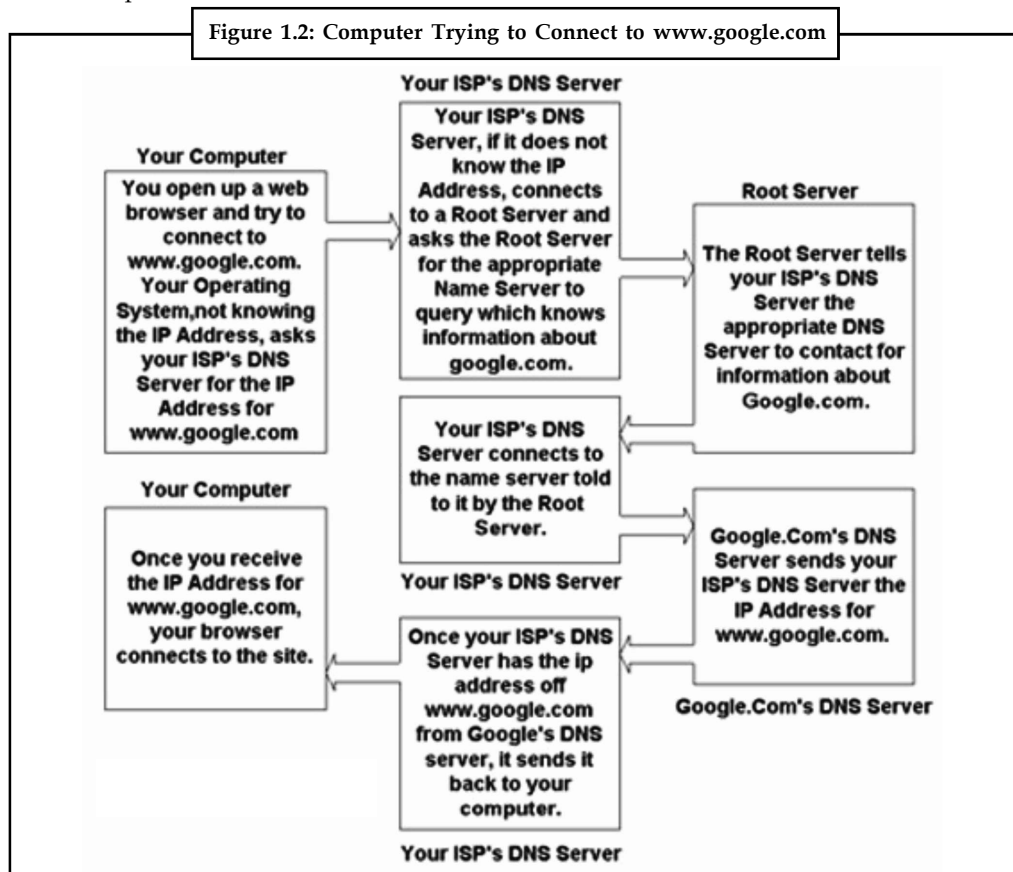 Figure 1.2: Computer Trying to Connect to www.google.com
Your Computer
You open up a web
browser and try to
connect to
www.google.com.
Your Operating
System,not knowing
the IP Address, asks
your ISP's DNS
Server for the IP
Address for
www.google.com
Your ISP's DNS Server
Your ISP's DNS
Server, if it does not
know the IP
Address, connects
to a Root Server and
asks the Root Server
for the appropriate
Name Server to
query which knows
information about
google.com.
Root Server
The Root Server tells
your ISP's DNS
Server the
appropriate DNS
Server to contact for
information about
Google.com.
Your ISP's DNS
Server connects to
the name server told
to it by the Root
Server.
Your ISP's DNS Server
Google.Com's DNS
Server sends your
ISP's DNS Server the
IP Address for
www.google.com.
Google.Com's DNS Server
Once your ISP's DNS
Server has the ip
address off
www.google.com
from Google's DNS
server, it sends it
back to your
computer.
Your ISP's DNS Server
Your Computer
Once you receive
the IP Address for
www.google.com,
your browser
connects to the site.